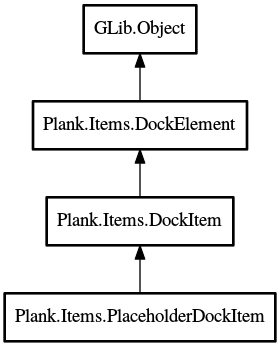 GLib.Object
Plank.Items.DockElement
Plank.Items.DockItem
Plank.Items.PlaceholderDockItem